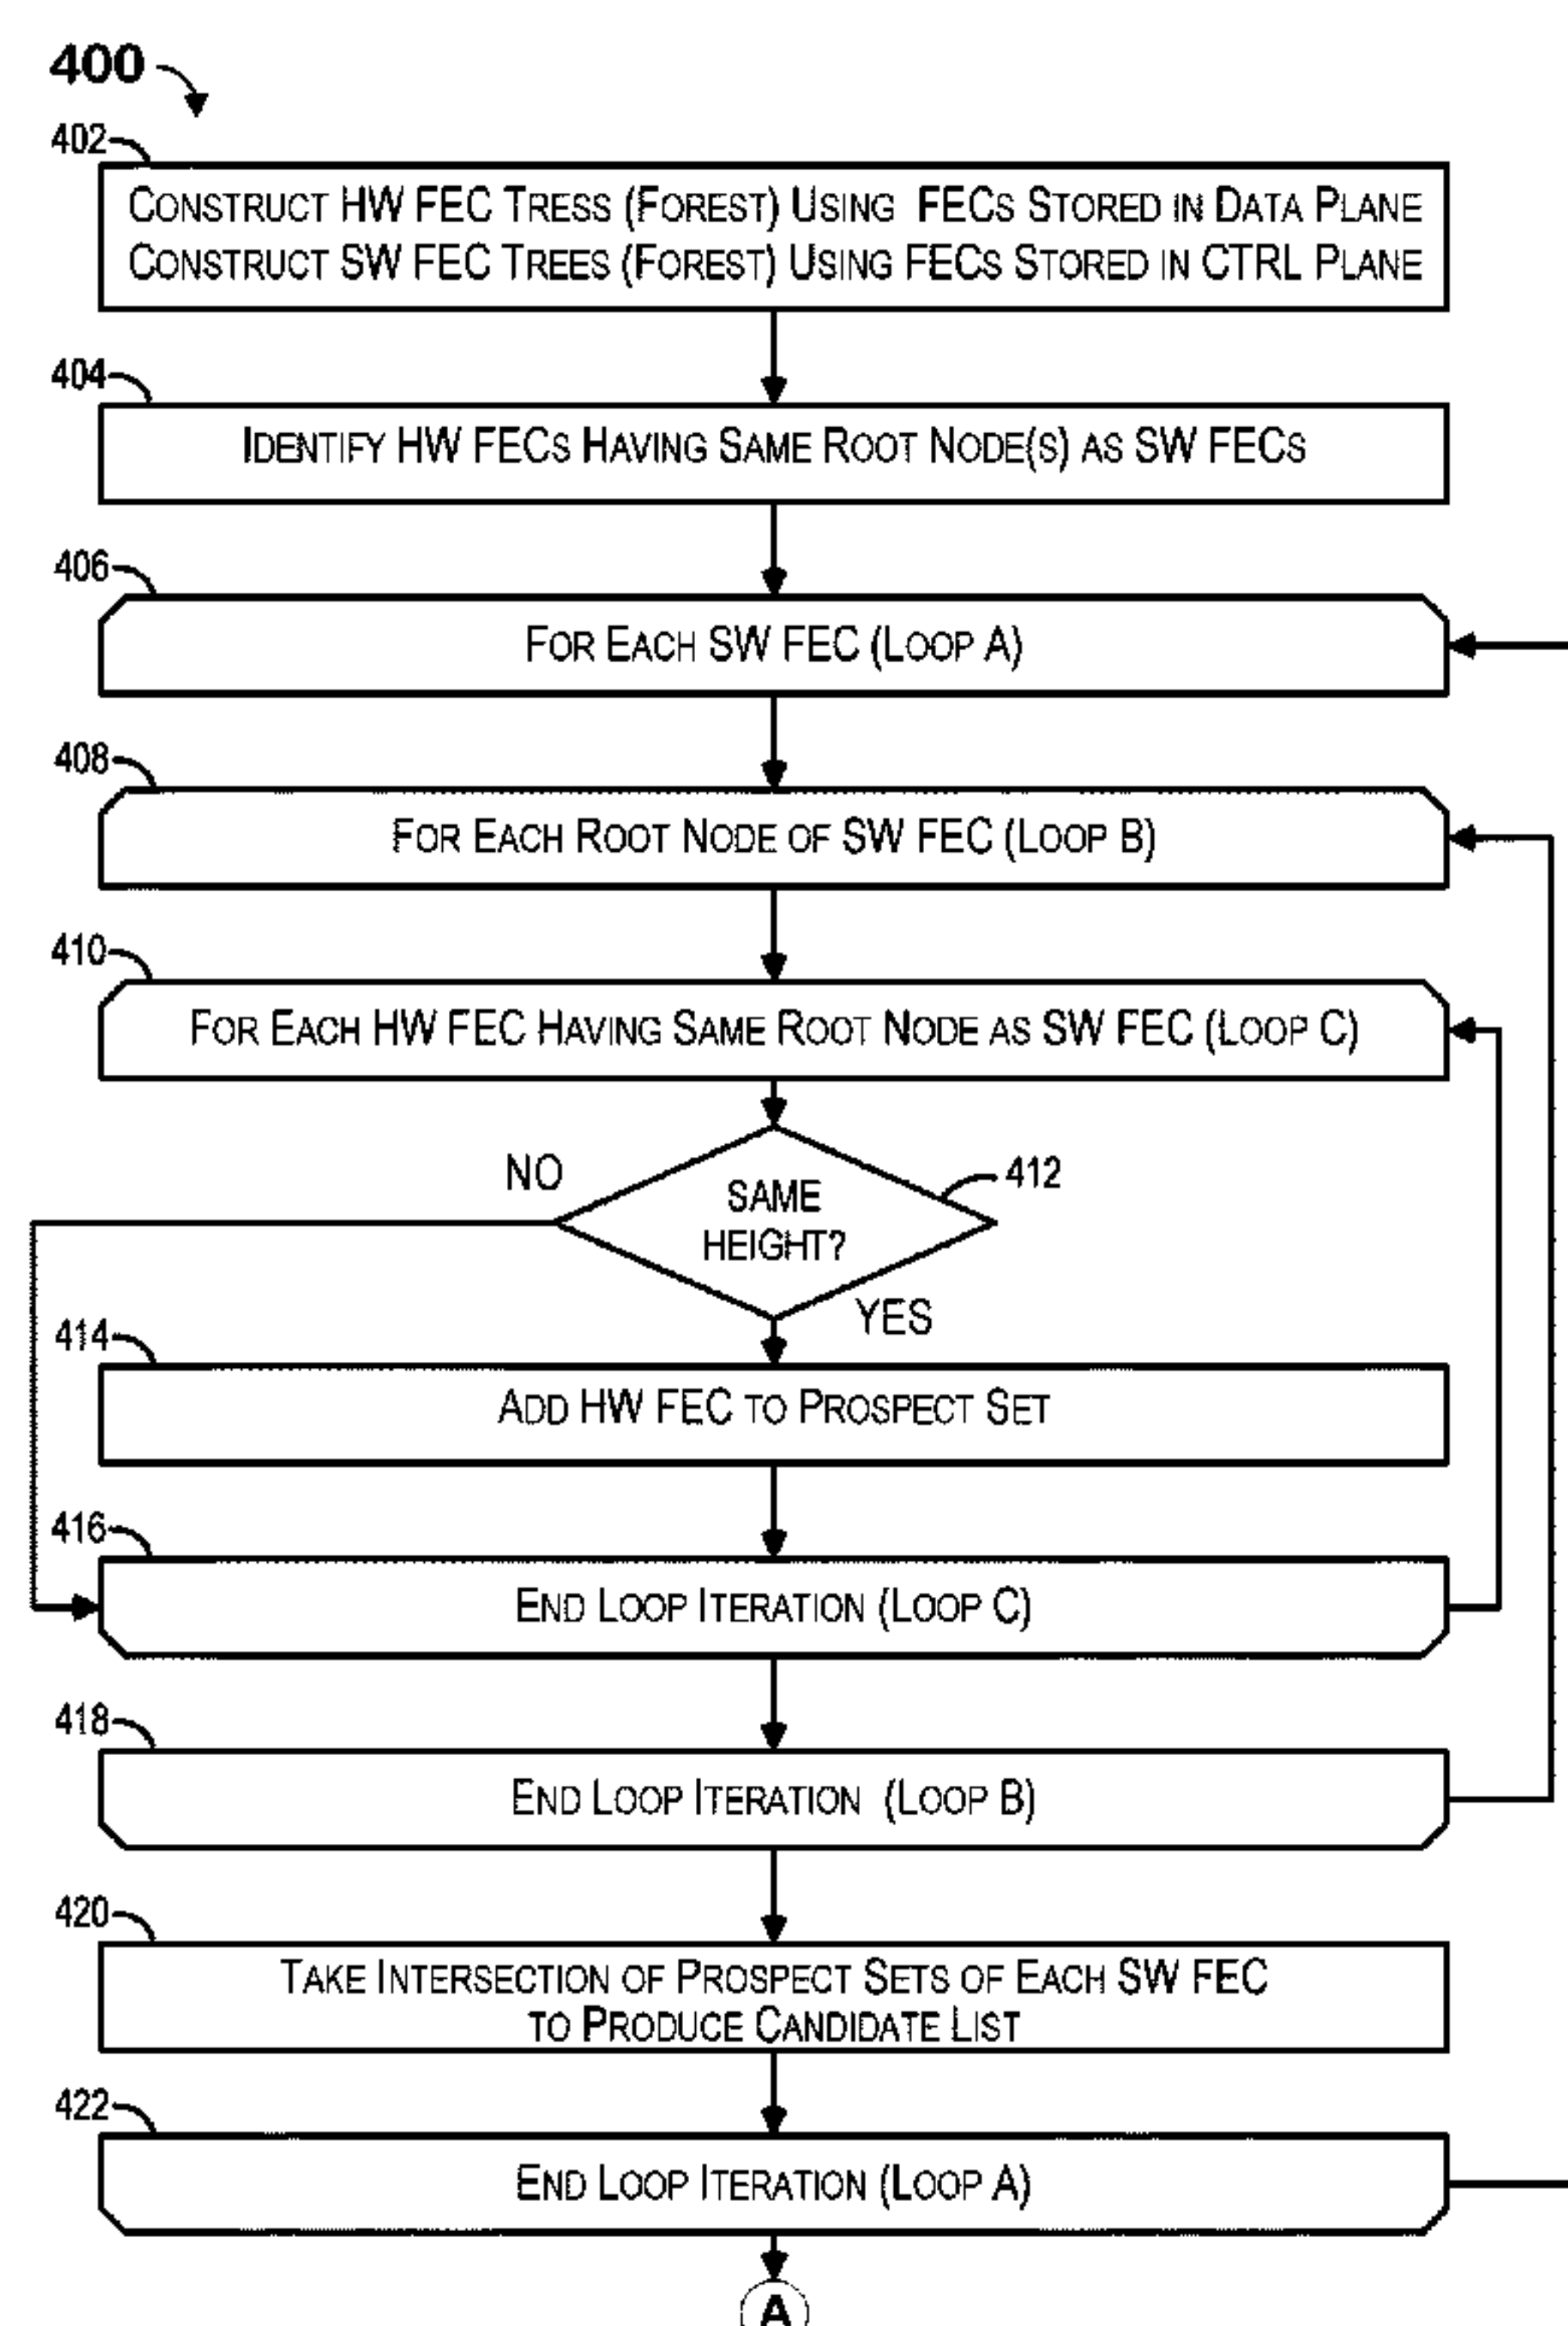 400
402
CONSTRUCT HW FEC TRESS (FOREST) USING FECS STORED IN DATA PLANE
CONSTRUCT SW FEC TREES (FOREST) USING FECS STORED IN CTRL PLANE
404
IDENTIFY HW FECS HAVING SAME ROOT NODE(S) AS SW FECS
406
FOR EACH SW FEC (LOOP A)
408
FOR EACH ROOT NODE OF SW FEC (LOOP B)
410
FOR EACH HW FEC HAVING SAME ROOT NODE AS SW FEC (LOOP C)
NO
412
SAME
HEIGHT?
YES
414
ADD HW FEC TO PROSPECT SET
416
END LOOP ITERATION (LOOP C)
418
END LOOP ITERATION (LOOP B)
420
TAKE INTERSECTION OF PROSPECT SETS OF EACH SW FEC
TO PRODUCE CANDIDATE LIST
422
END LOOP ITERATION (LOOP A)
A